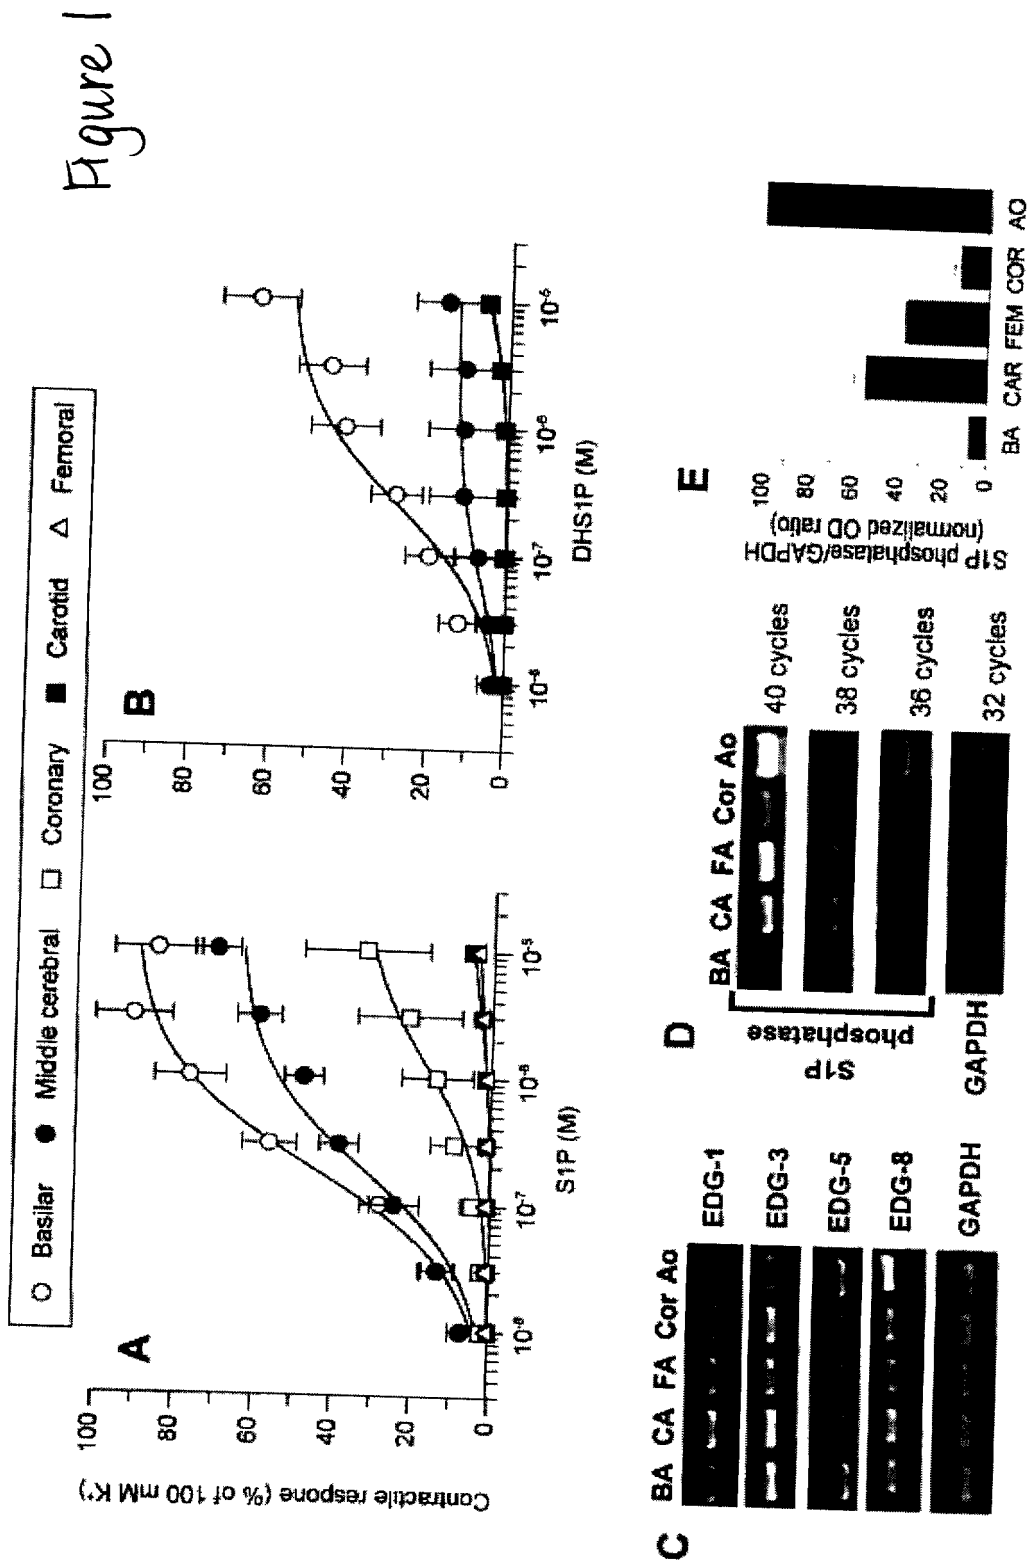 Figure 1
Basilar Middle cerebral Coronary Carotid Femoral
A
Contractile respone (% of 100 mM K⁺)
100
80
60
40
20
0
10⁻⁸ 10⁻⁷ 10⁻⁶ 10⁻⁵
S1P (M)
B
100
80
60
40
20
0
10⁻⁸ 10⁻⁷ 10⁻⁶ 10⁻⁵
DHS1P (M)
C
BA CA FA Cor Ao
EDG-1
EDG-3
EDG-5
EDG-8
GAPDH
D
BA CA FA Cor Ao
S1P
phosphatase
40 cycles
38 cycles
36 cycles
GAPDH
32 cycles
E
S1P phosphatase/GAPDH
(normalized OD ratio)
100
80
60
40
20
0
BA CAR FEM COR AO